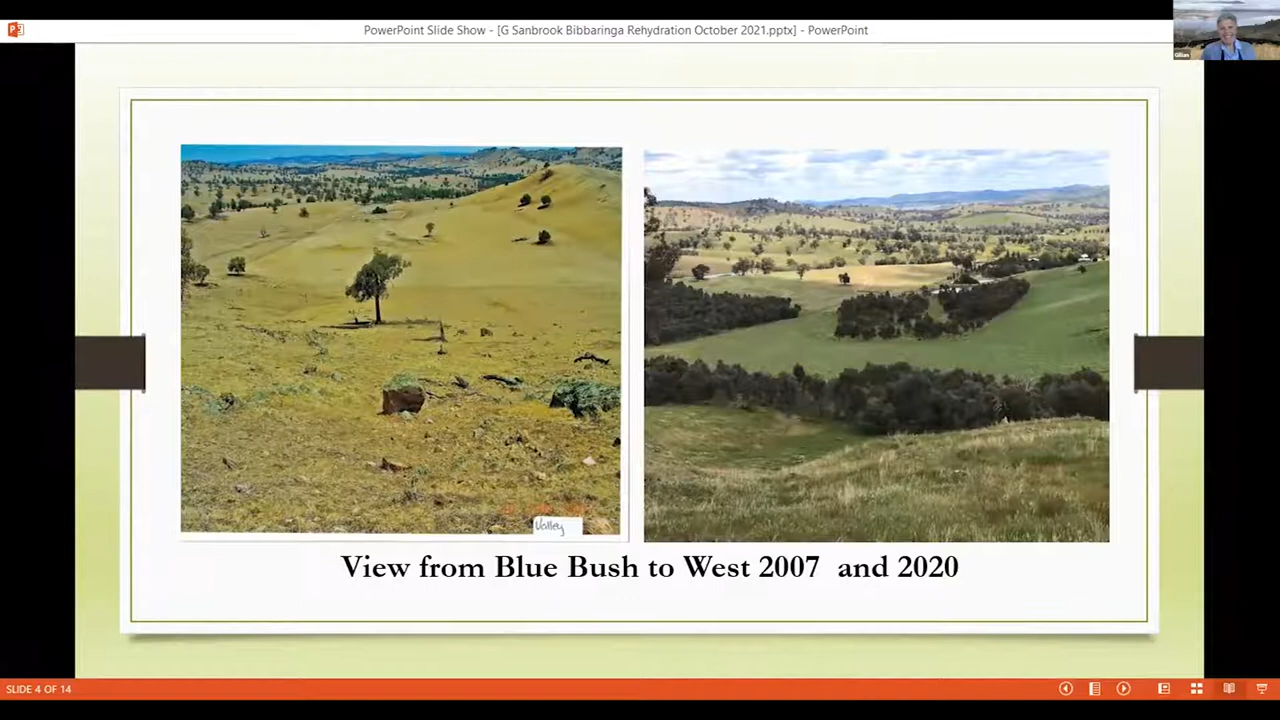 PowerPoint Slide Show - [G Sanbrook Bibbaringa Rehydration October 2021.pptx] - PowerPoint
Gillian
Valley
View from Blue Bush to West 2007 and 2020
SLIDE 4 OF 14